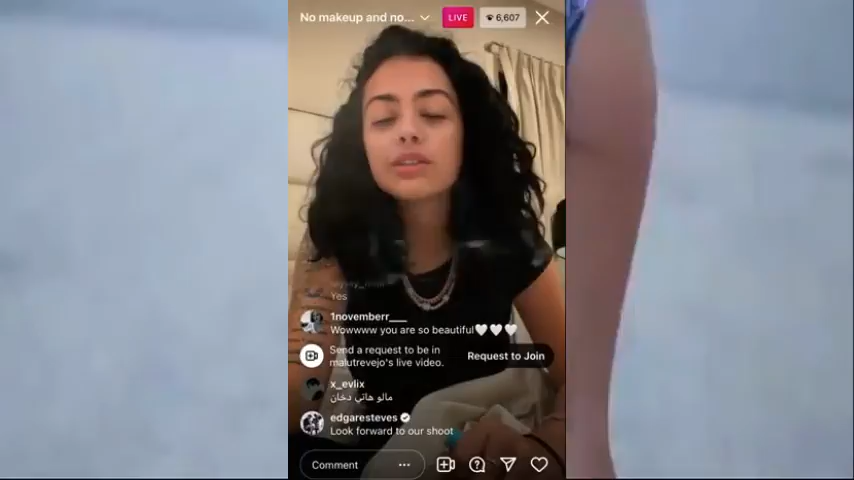 No makeup and no...
LIVE
6,607
Yes
1novemberr____
Wowwww you are so beautiful🤍🤍🤍
Send a request to be in
malutrevejo's live video.
Request to Join
x_evlix
مالو هاتي دخان
edgaresteves
Look forward to our shoot
Comment